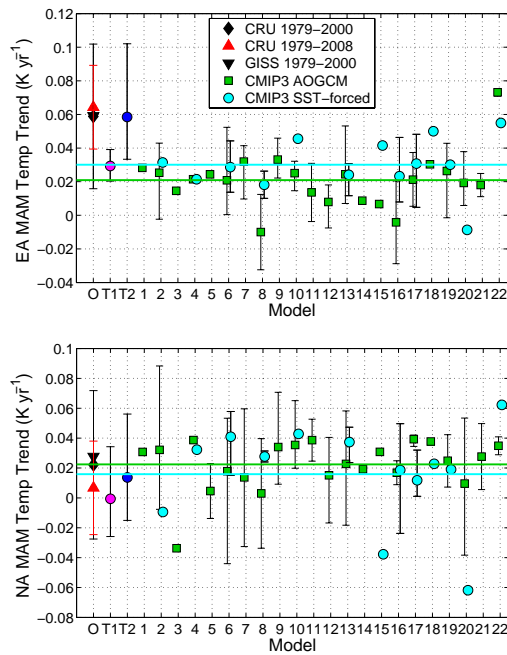 0.12
0.1
0.08
0.06
0.04
0.02
0
−0.02
−0.04
EA MAM Temp Trend (K yr̄¹)
CRU 1979−2000
CRU 1979−2008
GISS 1979−2000
CMIP3 AOGCM
CMIP3 SST−forced
O T1 T2 1 2 3 4 5 6 7 8 9 10 11 12 13 14 15 16 17 18 19 20 21 22
Model
0.1
0.08
0.06
0.04
0.02
0
−0.02
−0.04
−0.06
−0.08
NA MAM Temp Trend (K yr̄¹)
O T1 T2 1 2 3 4 5 6 7 8 9 10 11 12 13 14 15 16 17 18 19 20 21 22
Model